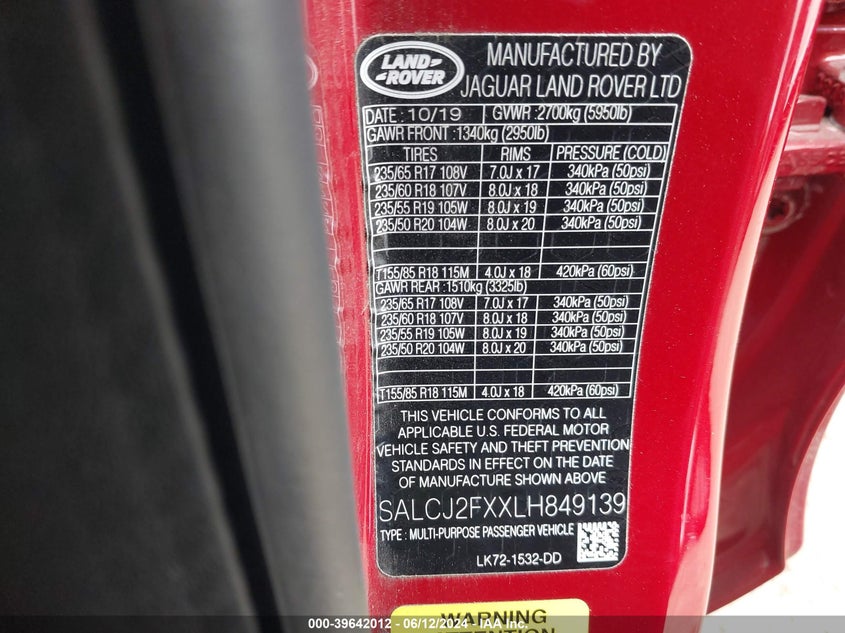 LAND-
-ROVER
MANUFACTURED BY
JAGUAR LAND ROVER LTD
DATE : 10/19 GVWR : 2700kg (5950lb)
GAWR FRONT : 1340kg (2950lb)
TIRES RIMS PRESSURE (COLD)
235/65 R17 108V 7.0J x 17 340kPa (50psi)
235/60 R18 107V 8.0J x 18 340kPa (50psi)
235/55 R19 105W 8.0J x 19 340kPa (50psi)
235/50 R20 104W 8.0J x 20 340kPa (50psi)
T155/85 R18 115M 4.0J x 18 420kPa (60psi)
GAWR REAR : 1510kg (3325lb)
235/65 R17 108V 7.0J x 17 340kPa (50psi)
235/60 R18 107V 8.0J x 18 340kPa (50psi)
235/55 R19 105W 8.0J x 19 340kPa (50psi)
235/50 R20 104W 8.0J x 20 340kPa (50psi)
T155/85 R18 115M 4.0J x 18 420kPa (60psi)
THIS VEHICLE CONFORMS TO ALL
APPLICABLE U.S. FEDERAL MOTOR
VEHICLE SAFETY AND THEFT PREVENTION
STANDARDS IN EFFECT ON THE DATE
OF MANUFACTURE SHOWN ABOVE
SALCJ2FXXLH849139
TYPE : MULTI-PURPOSE PASSENGER VEHICLE
LK72-1532-DD
WARNING
ATTENTION
000-39642012 - 06/12/2024 - IAA Inc.